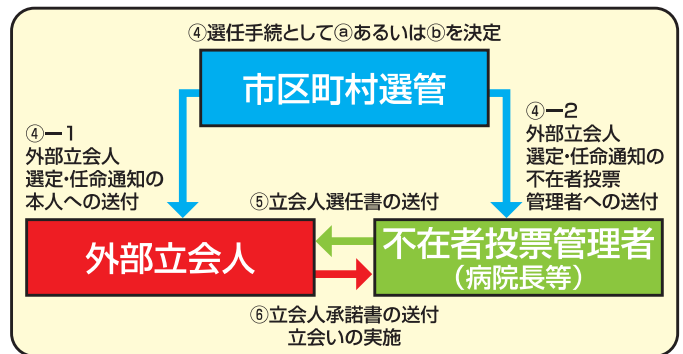 ④選任手続としてⓐあるいはⓑを決定
市区町村選管
④ー1
外部立会人
選定・任命通知の
本人への送付
④ー2
外部立会人
選定・任命通知の
不在者投票
管理者への送付
⑤立会人選任書の送付
外部立会人
不在者投票管理者
（病院長等）
⑥立会人承諾書の送付
立会いの実施